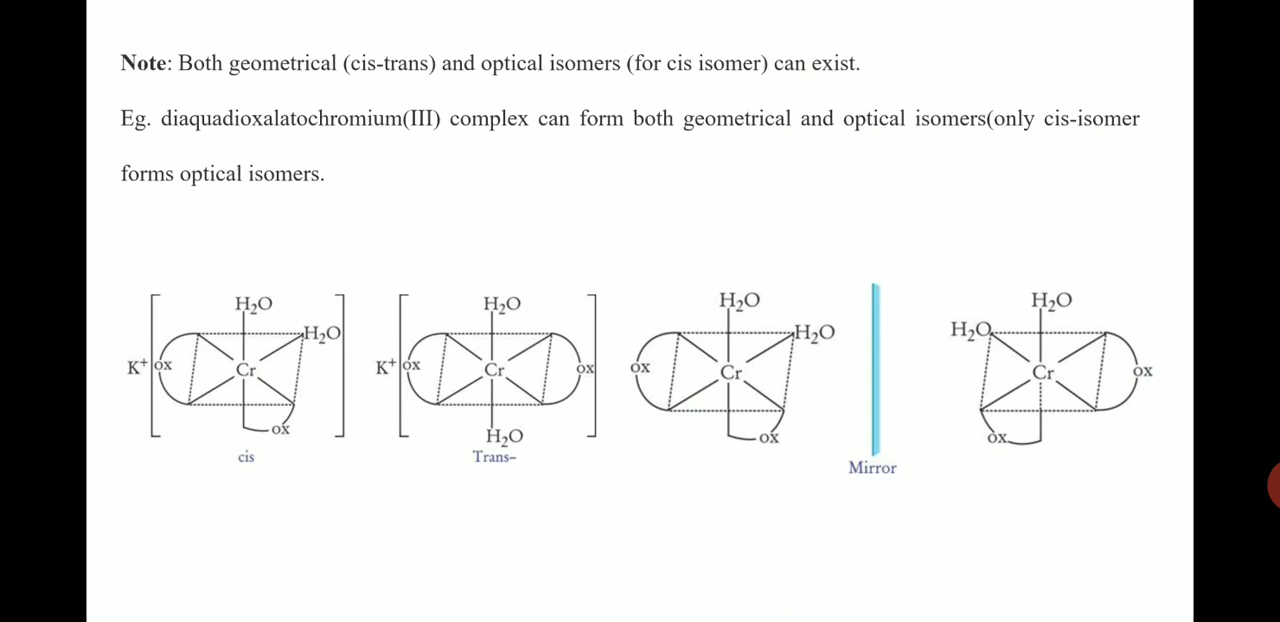 Note: Both geometrical (cis-trans) and optical isomers (for cis isomer) can exist.
Eg. diaquadioxalatochromium(III) complex can form both geometrical and optical isomers(only cis-isomer
forms optical isomers.
H₂O
H₂O
K⁺
ox
Cr
ox
cis
H₂O
K⁺
ox
Cr
ox
H₂O
Trans-
H₂O
H₂O
ox
Cr
ox
Mirror
H₂O
H₂O
Cr
ox
ox